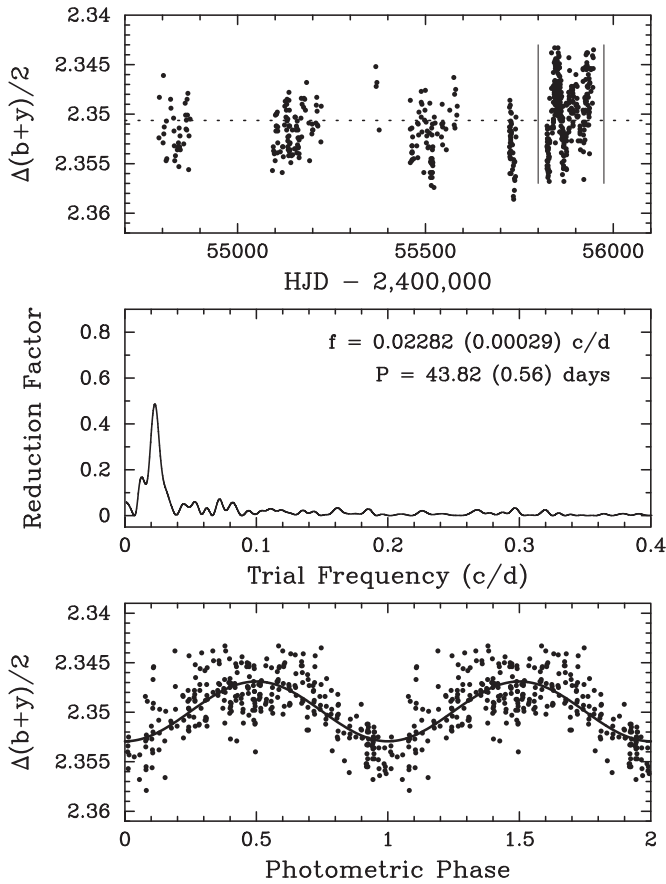 2.34
2.345
2.35
2.355
2.36
Δ(b+y)/2
55000 55500 56000
HJD − 2,400,000
0.8
0.6
0.4
0.2
0
Reduction Factor
f = 0.02282 (0.00029) c/d
P = 43.82 (0.56) days
0 0.1 0.2 0.3 0.4
Trial Frequency (c/d)
2.34
2.345
2.35
2.355
2.36
Δ(b+y)/2
0 0.5 1 1.5 2
Photometric Phase